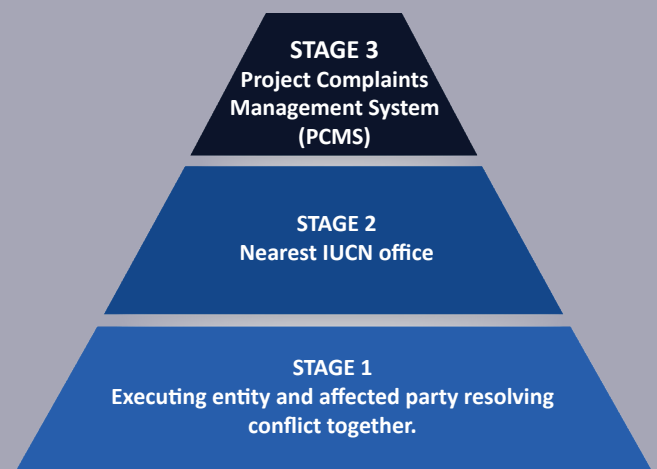 STAGE 3
Project Complaints
Management System
(PCMS)
STAGE 2
Nearest IUCN office
STAGE 1
Executing entity and affected party resolving
conflict together.